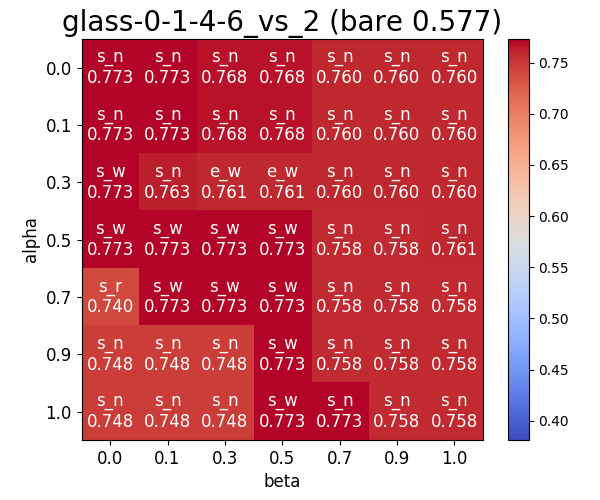 glass-0-1-4-6_vs_2 (bare 0.577)
alpha
0.0
s_n s_n s_n s_n s_n s_n s_n
0.773 0.773 0.768 0.768 0.760 0.760 0.760
0.1
s_n s_n s_n s_n s_n s_n s_n
0.773 0.773 0.768 0.768 0.760 0.760 0.760
0.3
s_w s_n e_w e_w s_n s_n s_n
0.773 0.763 0.761 0.761 0.760 0.760 0.760
0.5
s_w s_w s_w s_w s_n s_n s_n
0.773 0.773 0.773 0.773 0.758 0.758 0.761
0.7
s_r s_w s_w s_w s_n s_n s_n
0.740 0.773 0.773 0.773 0.758 0.758 0.758
0.9
s_n s_n s_n s_w s_n s_n s_n
0.748 0.748 0.748 0.773 0.758 0.758 0.758
1.0
s_n s_n s_n s_w s_n s_n s_n
0.748 0.748 0.748 0.773 0.773 0.758 0.758
0.0 0.1 0.3 0.5 0.7 0.9 1.0
beta
0.75
0.70
0.65
0.60
0.55
0.50
0.45
0.40